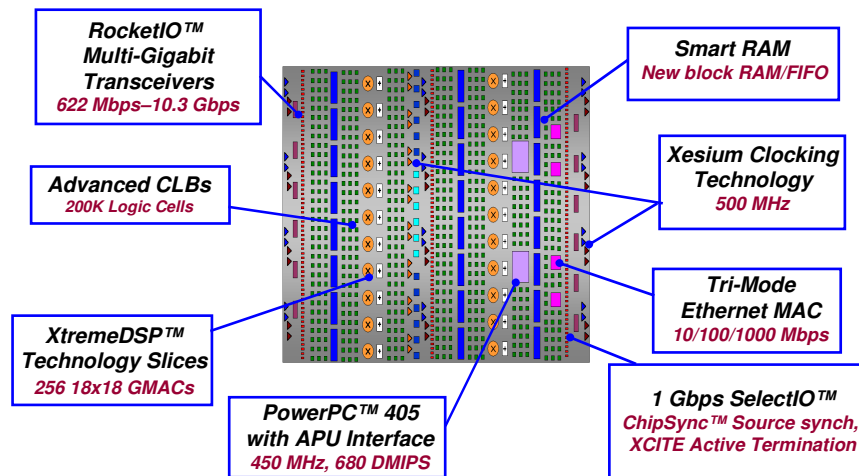 RocketIO™
Multi-Gigabit
Transceivers
622 Mbps–10.3 Gbps
Smart RAM
New block RAM/FIFO
Advanced CLBs
200K Logic Cells
Xesium Clocking
Technology
500 MHz
XtremeDSP™
Technology Slices
256 18x18 GMACs
Tri-Mode
Ethernet MAC
10/100/1000 Mbps
PowerPC™ 405
with APU Interface
450 MHz, 680 DMIPS
1 Gbps SelectIO™
ChipSync™ Source synch,
XCITE Active Termination